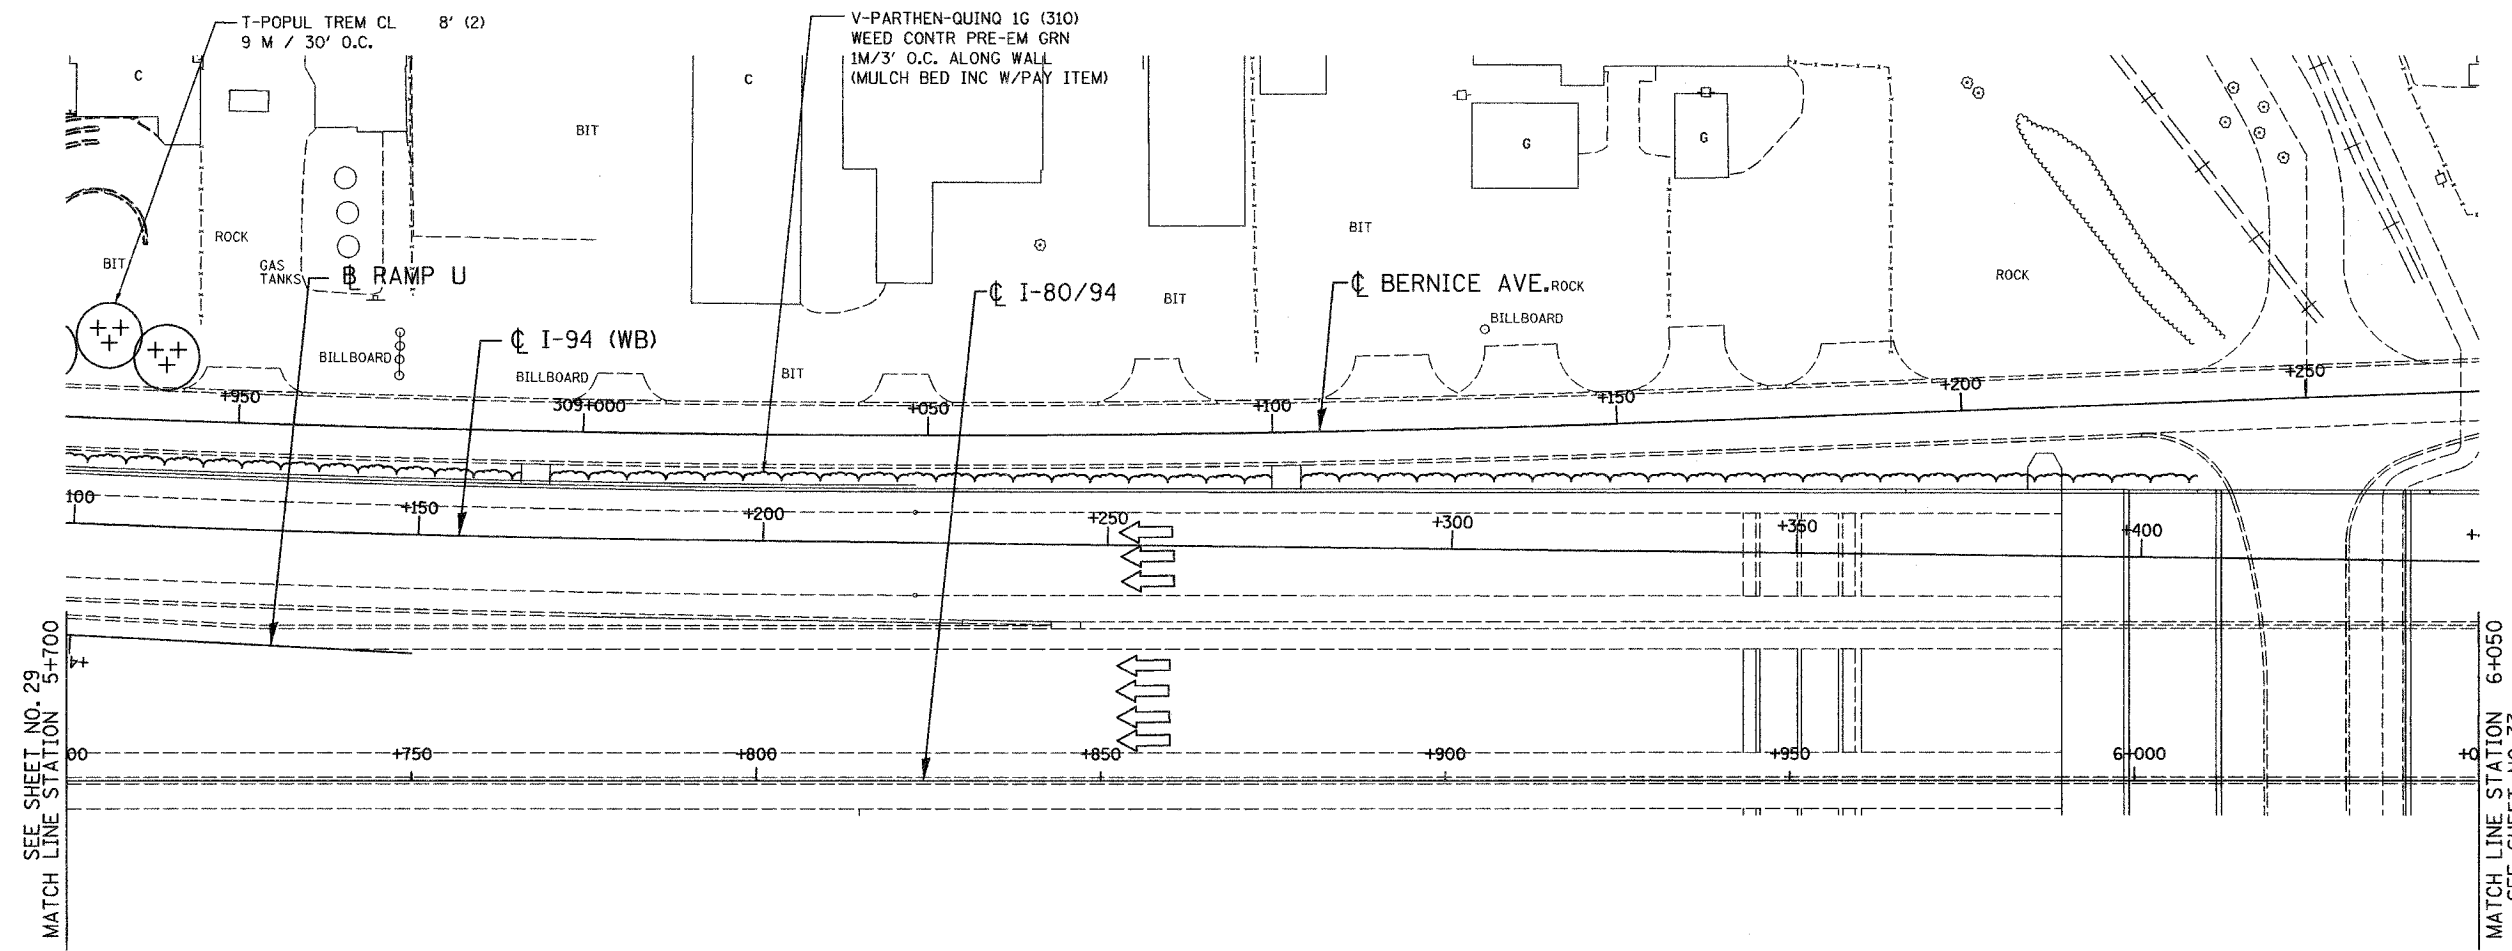 T-POPUL TREM CL 8' (2)
9 M / 30' O.C.
V-PARTHEN-QUINQ 1G (310)
WEED CONTR PRE-EM GRN
1M/3' O.C. ALONG WALL
(MULCH BED INC W/PAY ITEM)
C
C
BIT
G
G
ROCK
BIT
BIT
GAS
TANKS
B RAMP U
℄ I-80/94
BIT
℄ BERNICE AVE.
ROCK
ROCK
BILLBOARD
℄ I-94 (WB)
BILLBOARD
BILLBOARD
BIT
+950
309+000
+050
+100
+150
+200
+250
100
+150
+200
+250
+300
+350
+400
+750
+800
+850
+900
+950
6+000
00
+0
SEE SHEET NO. 29
MATCH LINE STATION 5+700
MATCH LINE STATION 6+050